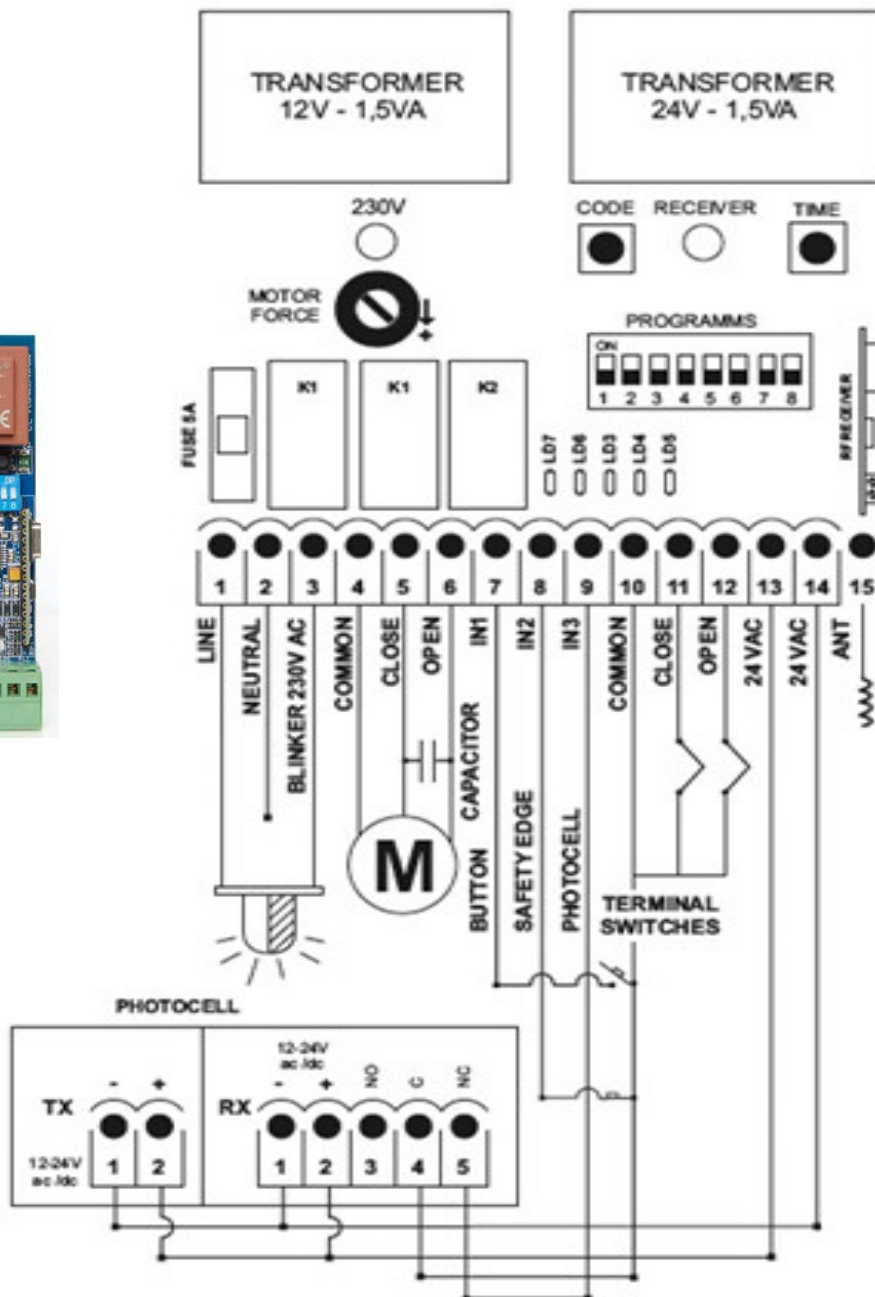 TRANSFORMER
12V - 1,5VA
TRANSFORMER
24V - 1,5VA
230V
CODE RECEIVER TIME
MOTOR
FORCE
+
PROGRAMMS
ON
1 2 3 4 5 6 7 8
FUSE 5A
K1
K1
K2
LD7
LD6
LD3
LD4
LD5
RF RECEIVER
1 2 3 4 5 6 7 8 9 10 11 12 13 14 15
LINE
NEUTRAL
BLINKER 230V AC
COMMON
CLOSE
OPEN
IN1
IN2
IN3
COMMON
CLOSE
OPEN
24 VAC
24 VAC
ANT
CAPACITOR
M
BUTTON
SAFETY EDGE
PHOTOCELL
TERMINAL
SWITCHES
PHOTOCELL
TX
- +
12-24V
ac /dc
1 2
RX
12-24V
ac /dc
- + NO C NC
1 2 3 4 5
7 8
CE